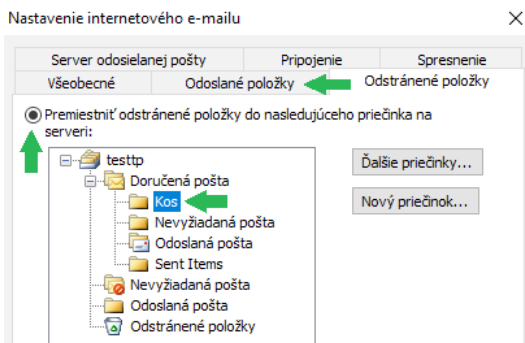 Nastavenie internetového e-mailu
Server odosielanej pošty Pripojenie Spresnenie
Všeobecné Odoslané položky Odstránené položky
Premiestniť odstránené položky do nasledujúceho priečinka na
serveri:
testtp
Ďalšie priečinky...
Doručená pošta
Kos
Nový priečinok...
Nevyžiadaná pošta
Odoslaná pošta
Sent Items
Nevyžiadaná pošta
Odoslaná pošta
Odstránené položky